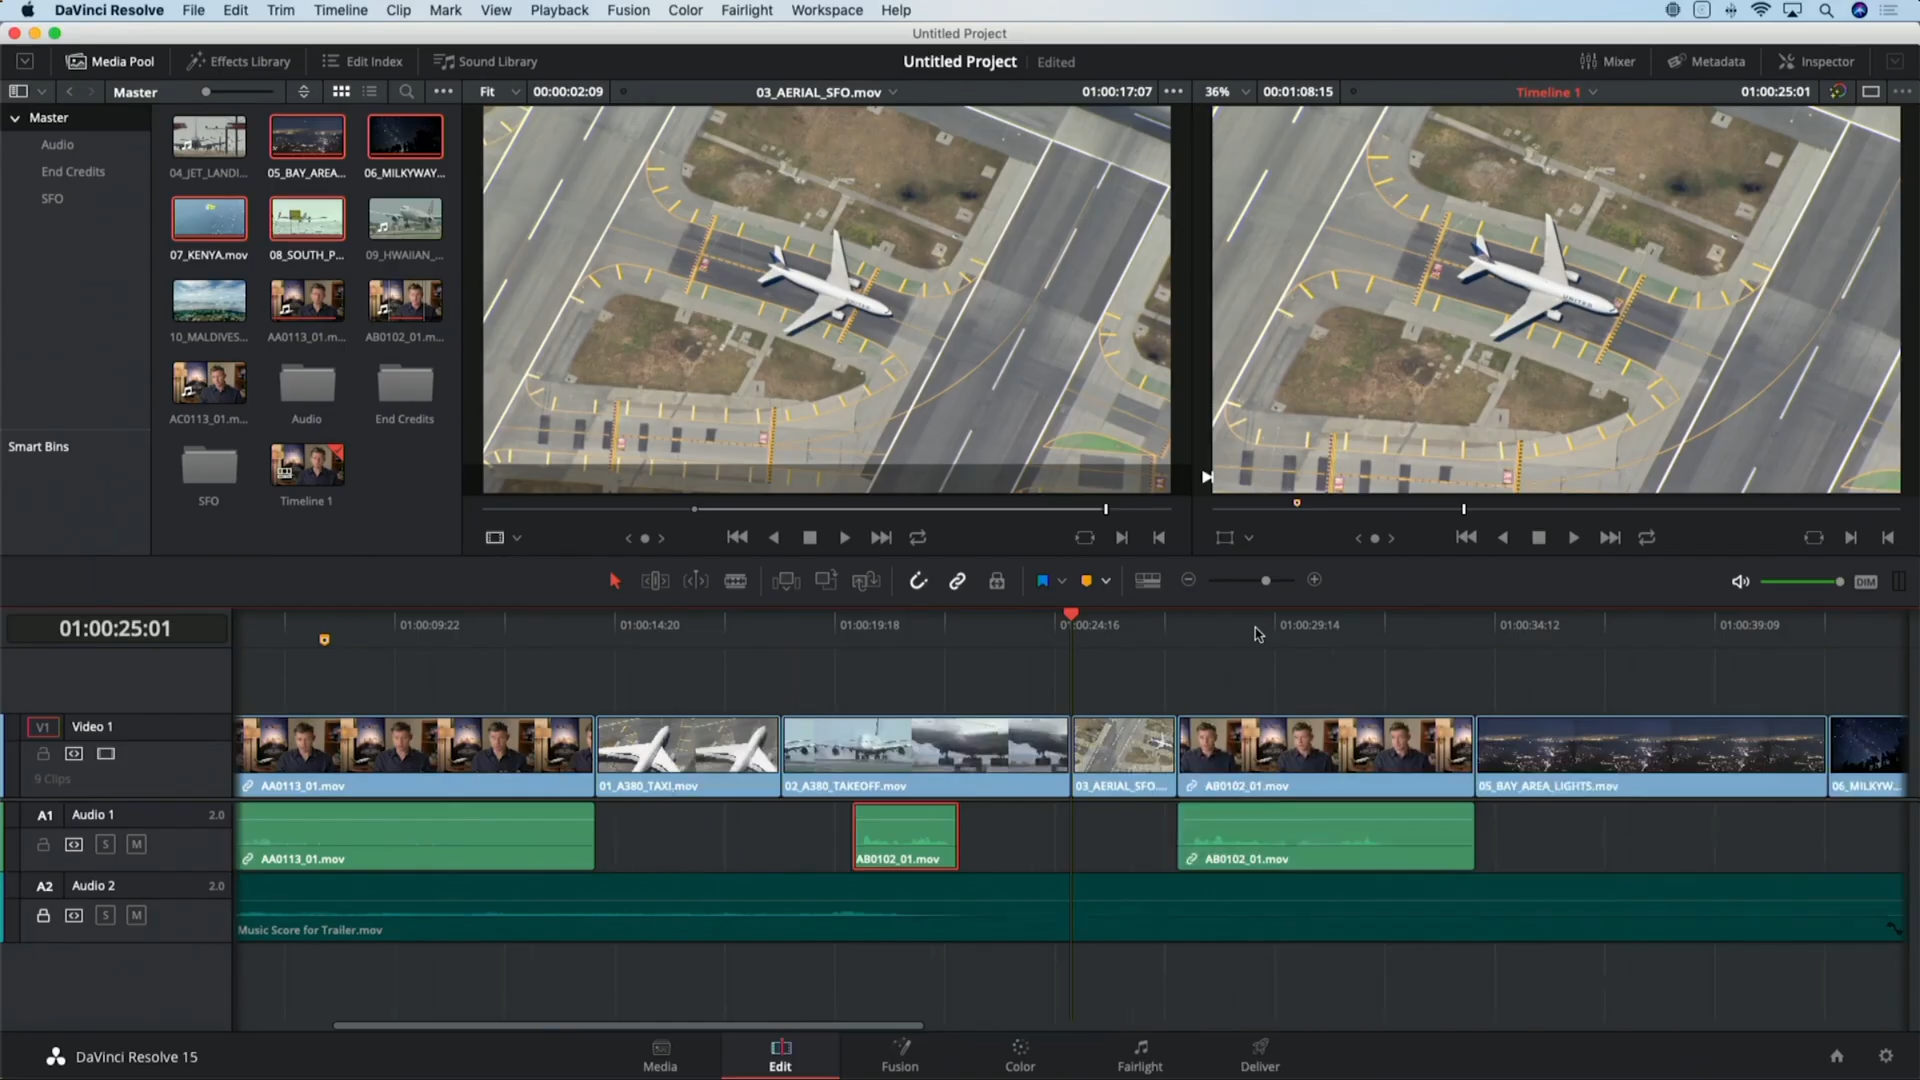 DaVinci Resolve File Edit Trim Timeline Clip Mark View Playback Fusion Color Fairlight Workspace Help
Untitled Project
Media Pool Effects Library Edit Index Sound Library Untitled Project Edited Mixer Metadata Inspector
Master Fit 00:00:02:09 03_AERIAL_SFO.mov 01:00:17:07 36% 00:01:08:15 Timeline 1 01:00:25:01
Master
Audio
End Credits
SFO
Smart Bins
04_JET_LANDI... 05_BAY_AREA... 06_MILKYWAY...
07_KENYA.mov 08_SOUTH_P... 09_HWAIIAN_...
10_MALDIVES... AA0113_01.m... AB0102_01.m...
AC0113_01.m... Audio End Credits
SFO Timeline 1
DIM
01:00:25:01 01:00:09:22 01:00:14:20 01:00:19:18 01:00:24:16 01:00:29:14 01:00:34:12 01:00:39:09
V1 Video 1
9 Clips
AA0113_01.mov 01_A380_TAXI.mov 02_A380_TAKEOFF.mov 03_AERIAL_SFO.... AB0102_01.mov 05_BAY_AREA_LIGHTS.mov 06_MILKYW...
A1 Audio 1 2.0
S M
AA0113_01.mov AB0102_01.mov AB0102_01.mov
A2 Audio 2 2.0
S M
Music Score for Trailer.mov
DaVinci Resolve 15 Media Edit Fusion Color Fairlight Deliver